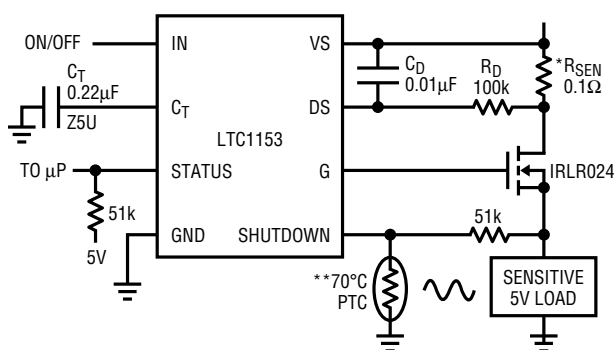 ON/OFF
IN
VS
C_T
0.22μF
Z5U
C_T
C_D
0.01μF
R_D
100k
*R_SEN
0.1Ω
DS
LTC1153
TO μP
STATUS
G
IRLR024
51k
5V
GND
SHUTDOWN
51k
**70°C
PTC
SENSITIVE
5V LOAD